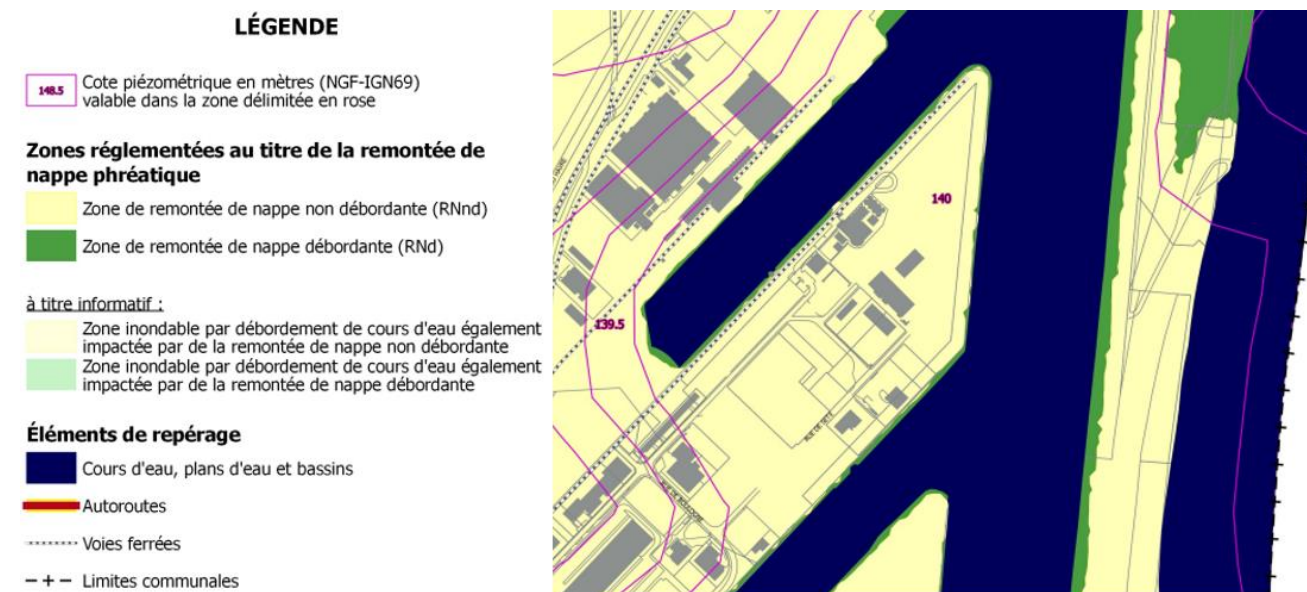 LÉGENDE
148.5
Cote piézométrique en mètres (NGF-IGN69)
valable dans la zone délimitée en rose
Zones réglementées au titre de la remontée de
nappe phréatique
Zone de remontée de nappe non débordante (RNnd)
Zone de remontée de nappe débordante (RNd)
à titre informatif :
Zone inondable par débordement de cours d'eau également
impactée par de la remontée de nappe non débordante
Zone inondable par débordement de cours d'eau également
impactée par de la remontée de nappe débordante
Éléments de repérage
Cours d'eau, plans d'eau et bassins
Autoroutes
Voies ferrées
Limites communales
140
139.5